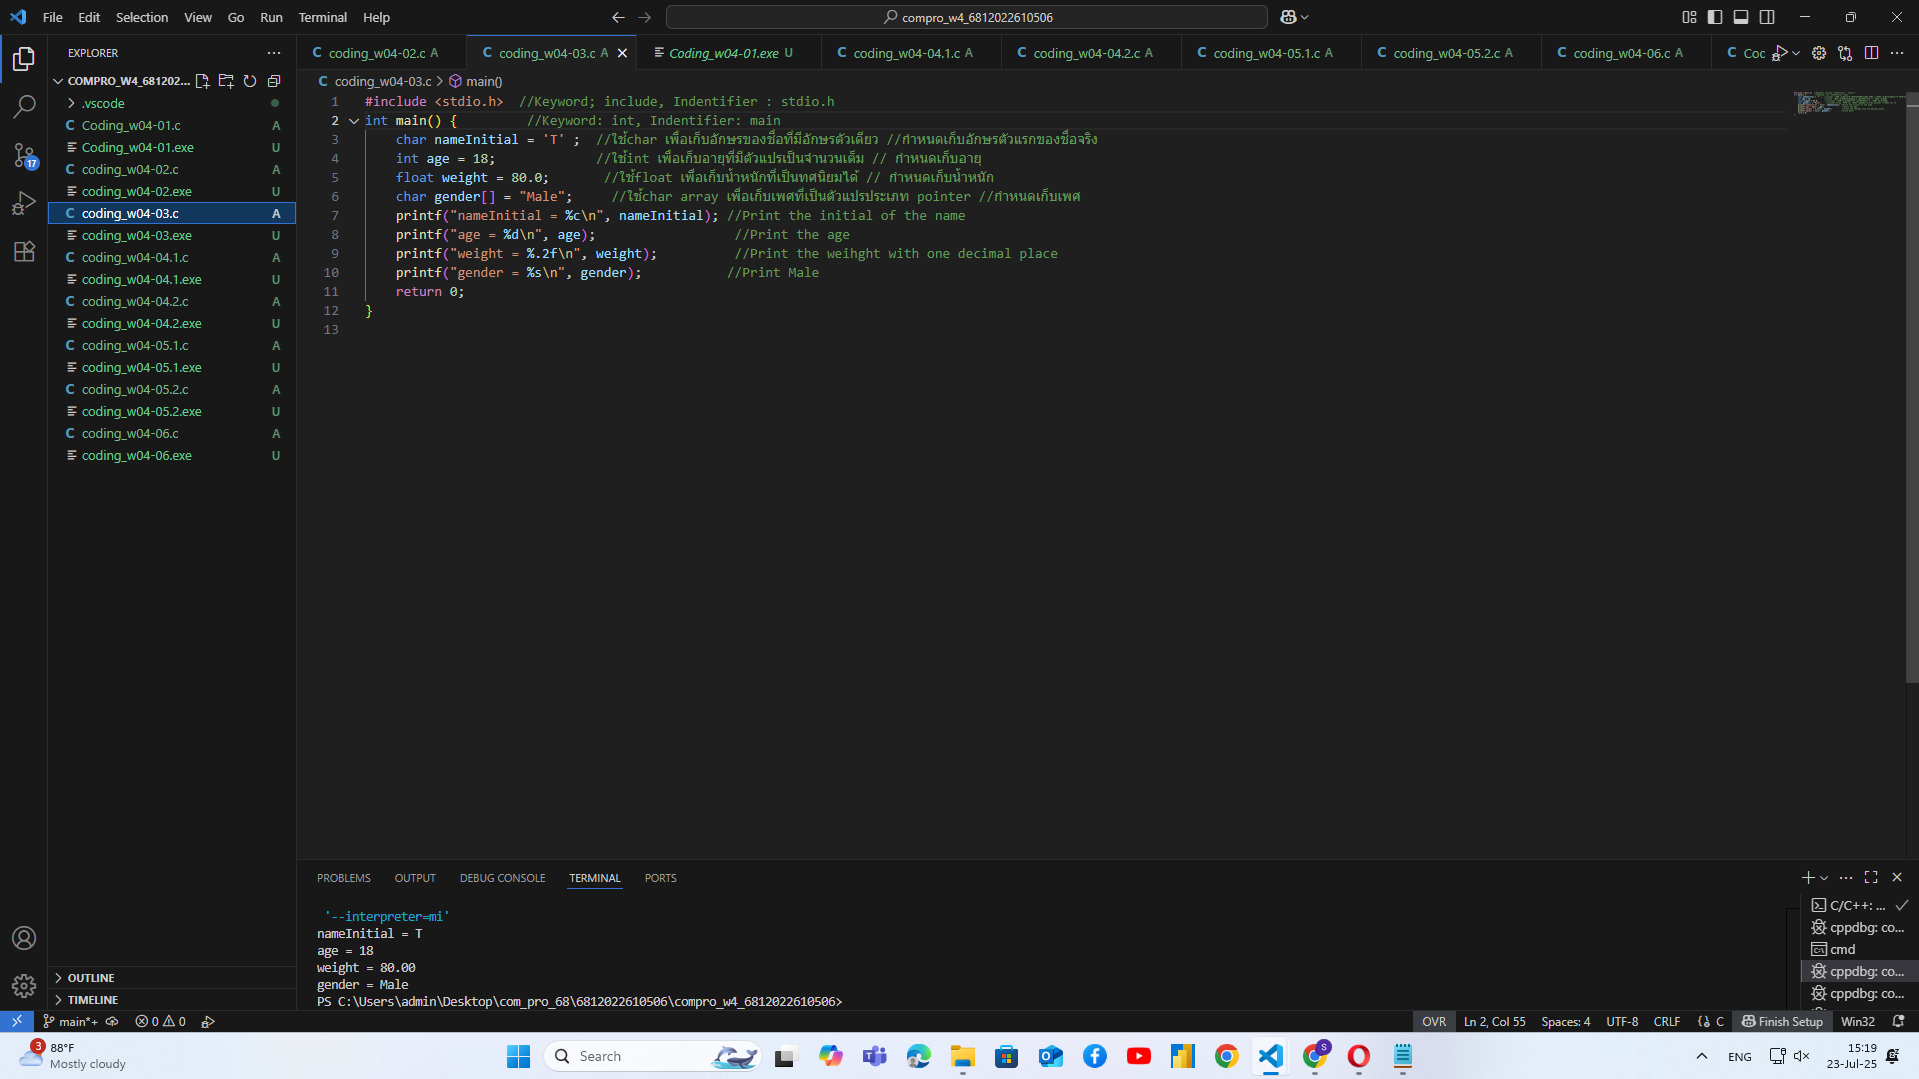 File Edit Selection View Go Run Terminal Help
compro_w4_6812022610506
EXPLORER
COMPRO_W4_681202...
.vscode
Coding_w04-01.c A
Coding_w04-01.exe U
coding_w04-02.c A
coding_w04-02.exe U
coding_w04-03.c A
coding_w04-03.exe U
coding_w04-04.1.c A
coding_w04-04.1.exe U
coding_w04-04.2.c A
coding_w04-04.2.exe U
coding_w04-05.1.c A
coding_w04-05.1.exe U
coding_w04-05.2.c A
coding_w04-05.2.exe U
coding_w04-06.c A
coding_w04-06.exe U
OUTLINE
TIMELINE
17
coding_w04-02.c A coding_w04-03.c A Coding_w04-01.exe U coding_w04-04.1.c A coding_w04-04.2.c A coding_w04-05.1.c A coding_w04-05.2.c A coding_w04-06.c A Coc
coding_w04-03.c > main()
1 #include <stdio.h>  //Keyword; include, Indentifier : stdio.h
2 int main() {         //Keyword: int, Indentifier: main
3 char nameInitial = 'T' ;  //ใช้char เพื่อเก็บอักษรของชื่อที่มีอักษรตัวเดียว //กำหนดเก็บอักษรตัวแรกของชื่อจริง
4 int age = 18;             //ใช้int เพื่อเก็บอายุที่มีตัวแปรเป็นจำนวนเต็ม // กำหนดเก็บอายุ
5 float weight = 80.0;       //ใช้float เพื่อเก็บน้ำหนักที่เป็นทศนิยมได้ // กำหนดเก็บน้ำหนัก
6 char gender[] = "Male";     //ใช้char array เพื่อเก็บเพศที่เป็นตัวแปรประเภท pointer //กำหนดเก็บเพศ
7 printf("nameInitial = %c\n", nameInitial); //Print the initial of the name
8 printf("age = %d\n", age);                  //Print the age
9 printf("weight = %.2f\n", weight);          //Print the weihght with one decimal place
10 printf("gender = %s\n", gender);           //Print Male
11 return 0;
12 }
13
PROBLEMS OUTPUT DEBUG CONSOLE TERMINAL PORTS
'--interpreter=mi'
nameInitial = T
age = 18
weight = 80.00
gender = Male
PS C:\Users\admin\Desktop\com_pro_68\6812022610506\compro_w4_6812022610506>
C/C++: ...
cppdbg: co...
cmd
cppdbg: co...
cppdbg: co...
main*+ 0 0 OVR Ln 2, Col 55 Spaces: 4 UTF-8 CRLF {} C Finish Setup Win32
3 88°F
Mostly cloudy
Search
S
ENG
15:19
23-Jul-25